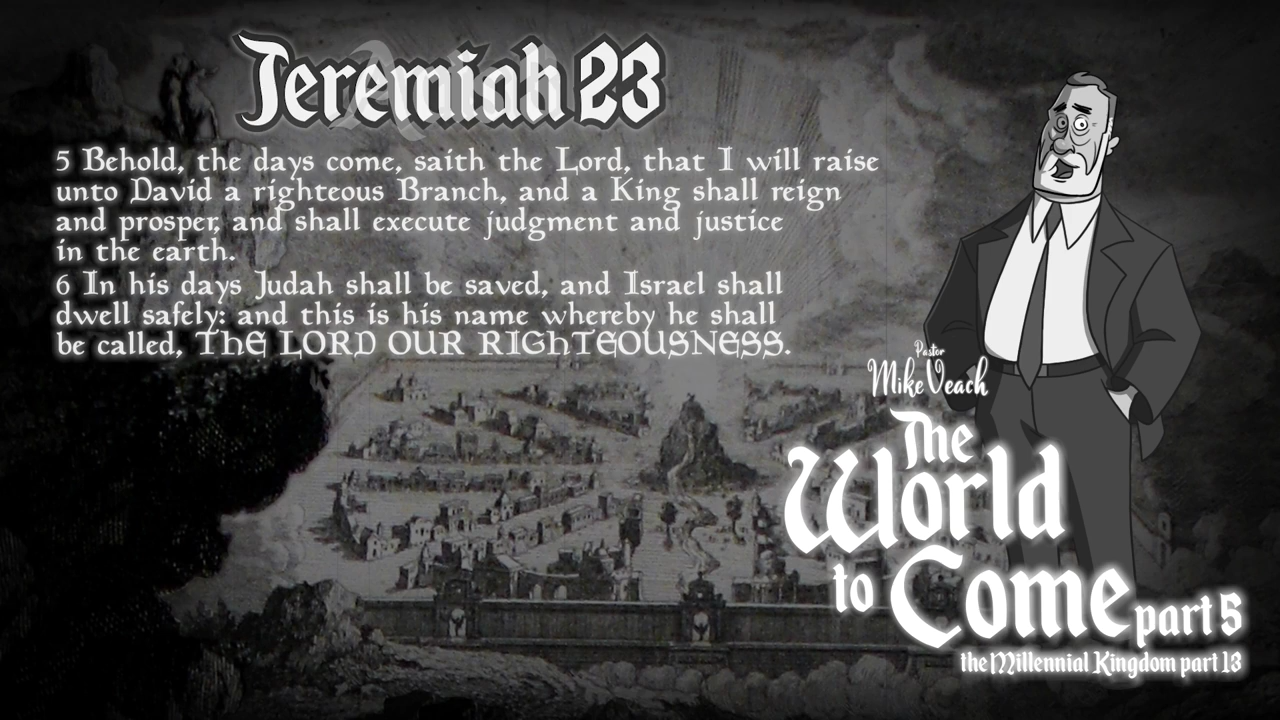 Jeremiah 23
5 Behold, the days come, saith the Lord, that I will raise
unto David a righteous Branch, and a King shall reign
and prosper, and shall execute judgment and justice
in the earth.
6 In his days Judah shall be saved, and Israel shall
dwell safely: and this is his name whereby he shall
be called, THE LORD OUR RIGHTEOUSNESS.
Pastor
Mike Veach
The
World
to Come part 5
the Millennial Kingdom part 13